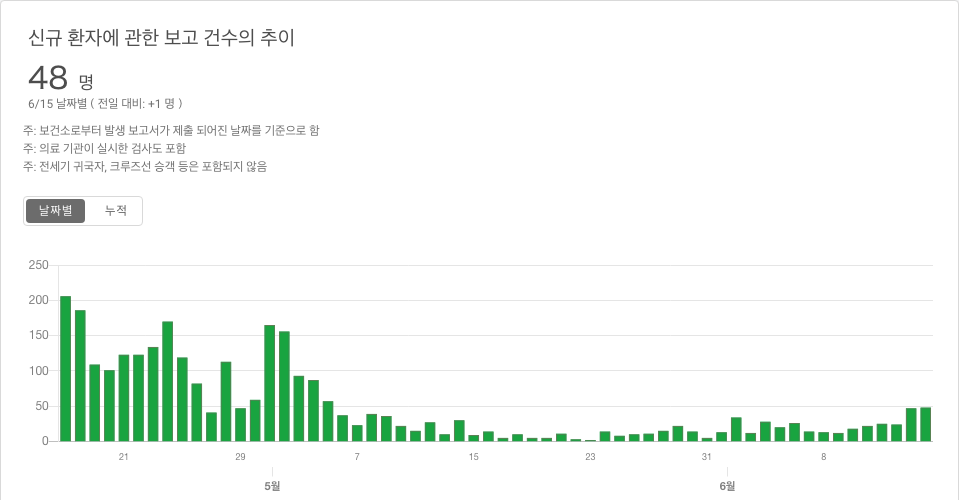 신규 환자에 관한 보고 건수의 추이
48 명
6/15 날짜별 ( 전일 대비: +1 명 )
주: 보건소로부터 발생 보고서가 제출 되어진 날짜를 기준으로 함
주: 의료 기관이 실시한 검사도 포함
주: 전세기 귀국자, 크루즈선 승객 등은 포함되지 않음
날짜별 누적
250
200
150
100
50
0
21 29 7 15 23 31 8
5월 6월